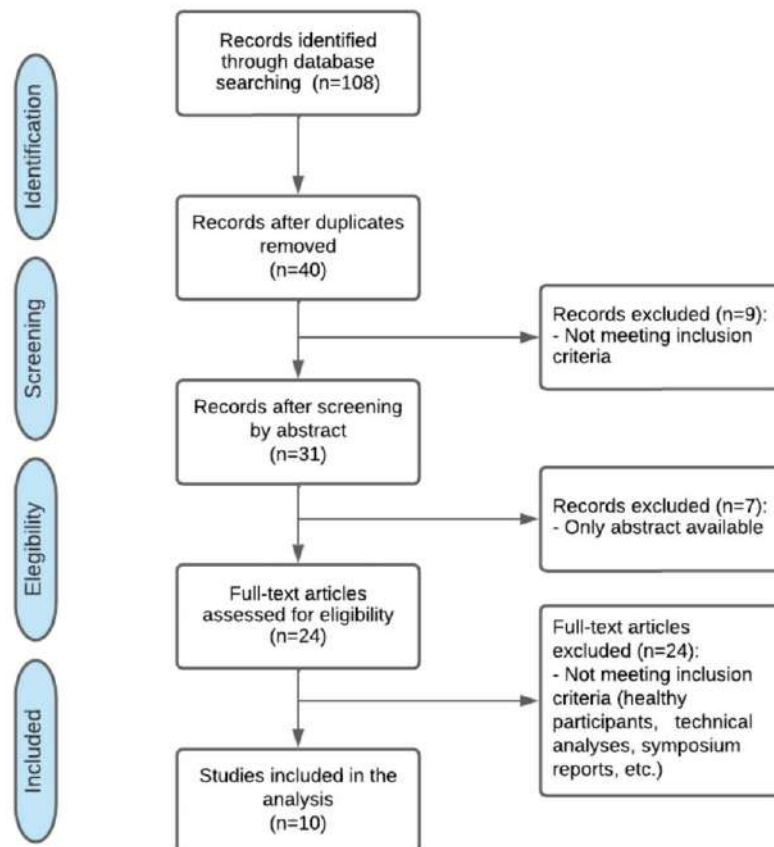 Identification
Records identified
through database
searching (n=108)
Records after duplicates
removed
(n=40)
Screening
Records excluded (n=9):
- Not meeting inclusion
criteria
Records after screening
by abstract
(n=31)
Elegibility
Records excluded (n=7):
- Only abstract available
Full-text articles
assessed for eligibility
(n=24)
Full-text articles
excluded (n=24):
- Not meeting inclusion
criteria (healthy
participants, technical
analyses, symposium
reports, etc.)
Included
Studies included in the
analysis
(n=10)